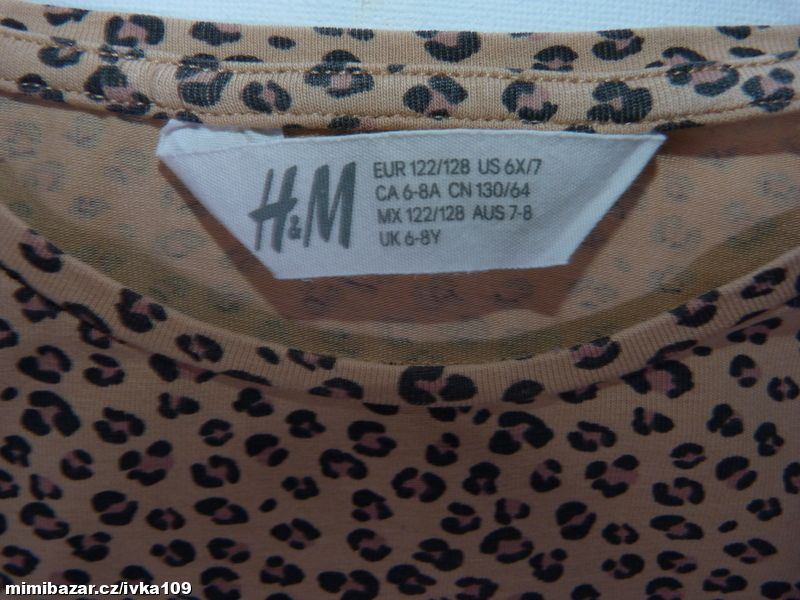 H&M
EUR 122/128 US 6X/7
CA 6-8A CN 130/64
MX 122/128 AUS 7-8
UK 6-8Y
mimibazar.cz/ivka109